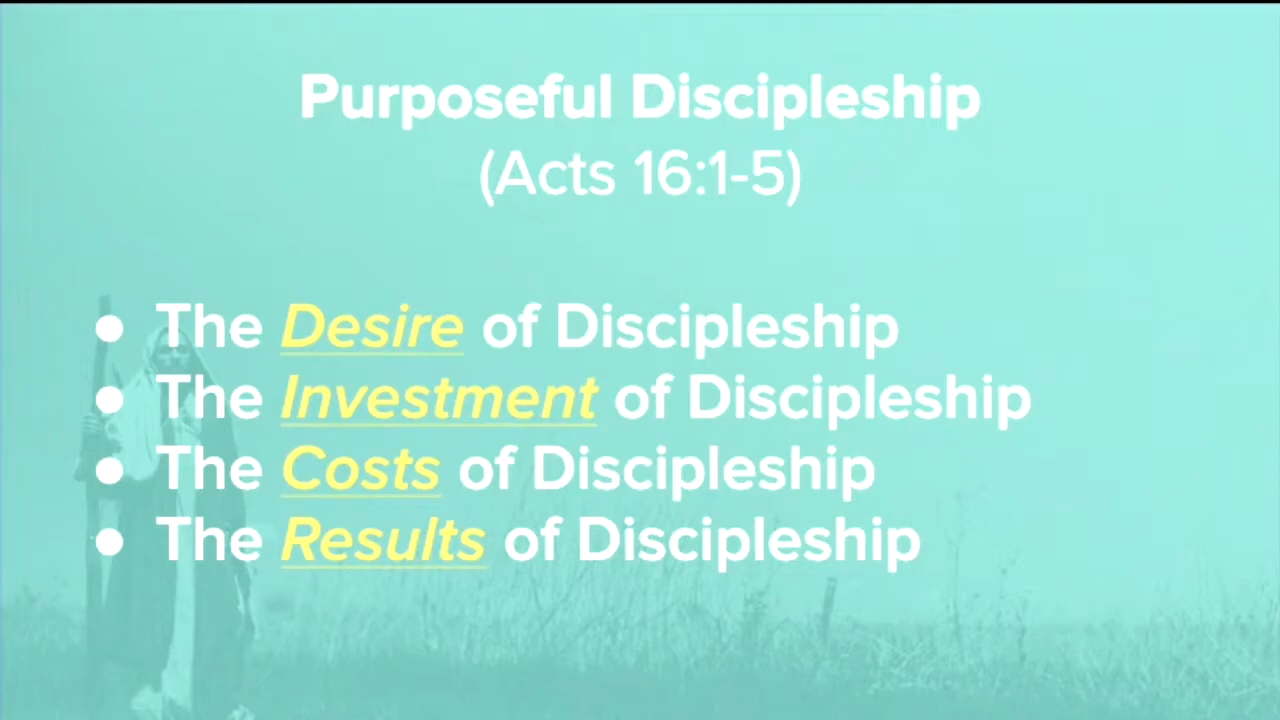 Purposeful Discipleship
(Acts 16:1-5)
● The Desire of Discipleship
● The Investment of Discipleship
● The Costs of Discipleship
● The Results of Discipleship